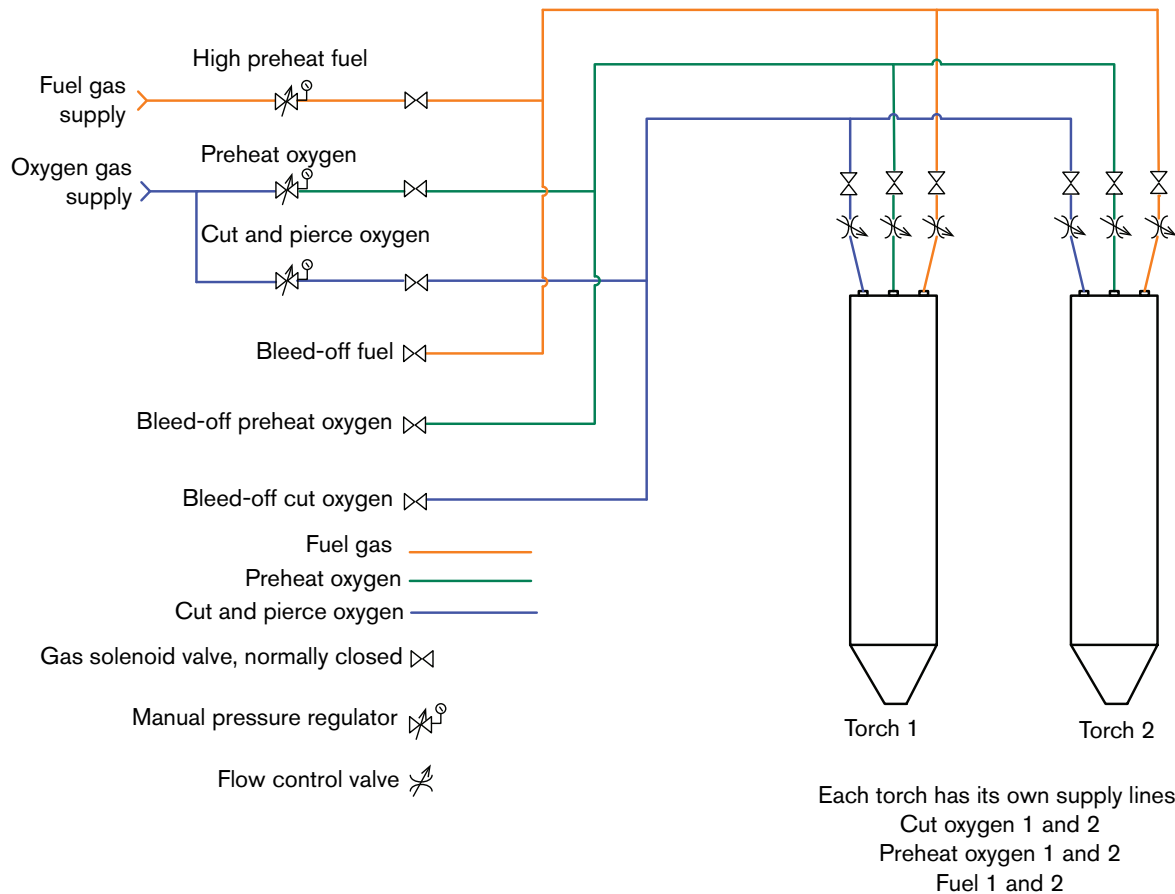 High preheat fuel
Fuel gas
supply
Preheat oxygen
Oxygen gas
supply
Cut and pierce oxygen
Bleed-off fuel
Bleed-off preheat oxygen
Bleed-off cut oxygen
Fuel gas
Preheat oxygen
Cut and pierce oxygen
Gas solenoid valve, normally closed
Manual pressure regulator
Flow control valve
Torch 1
Torch 2
Each torch has its own supply lines
Cut oxygen 1 and 2
Preheat oxygen 1 and 2
Fuel 1 and 2